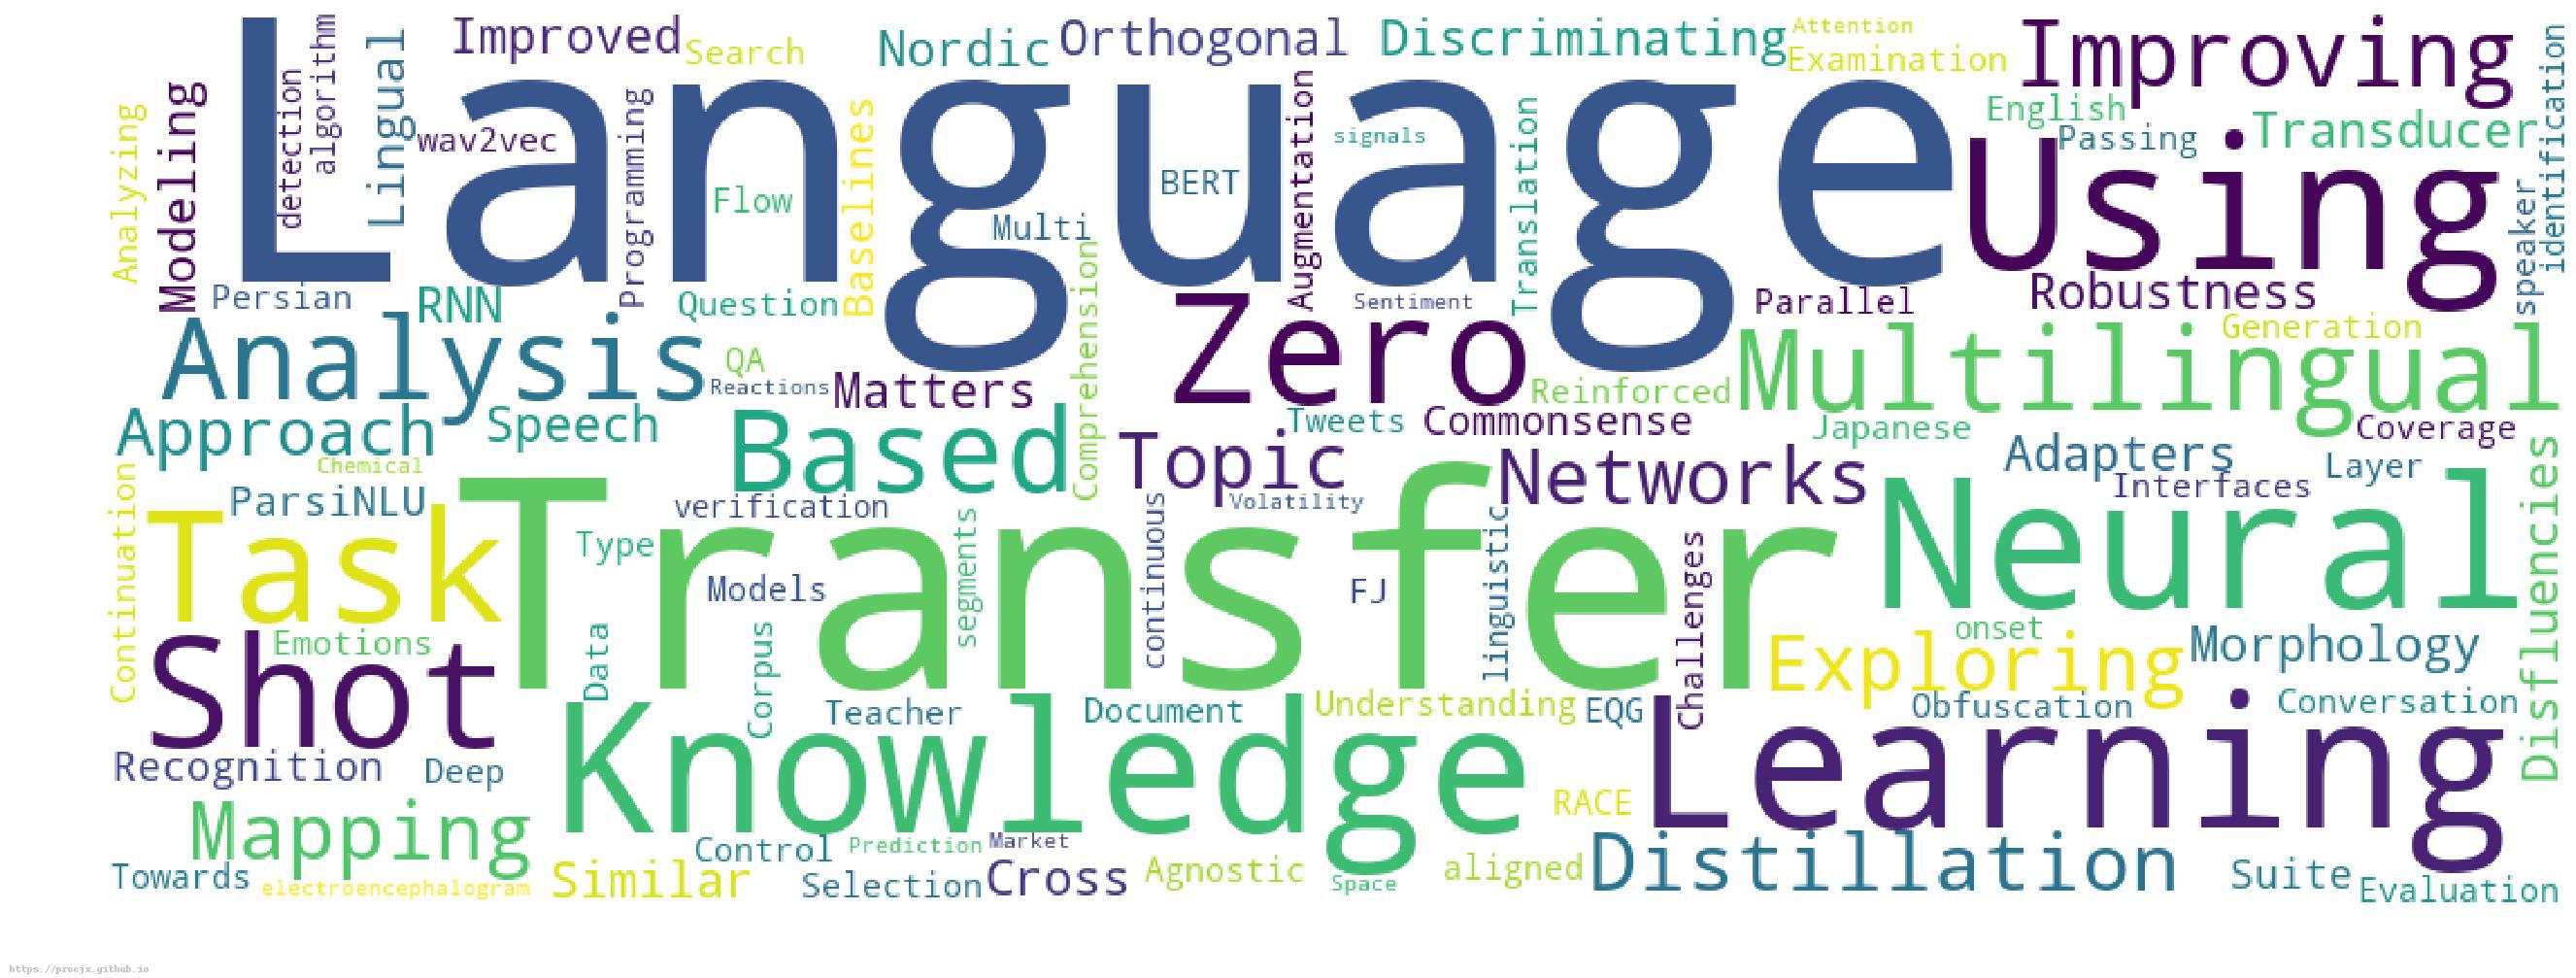 Language
Improved
Search
Nordic
Orthogonal
Discriminating
Attention
Examination
Improving
identification
algorithm
detection
Lingual
Modeling
Analyzing
wav2vec
Programming
Baselines
Flow
Multi
BERT
Augmentation
signals
Translation
English
Passing
Transducer
Using
speaker
Persian
RNN
Question
Comprehension
Zero
Sentiment
Parallel
Robustness
Generation
Analysis
QA
Reactions
Matters
Reinforced
Multilingual
Approach
Speech
Based
Topic
Tweets
Commonsense
Japanese
Coverage
Chemical
Networks
Adapters
Layer
Interfaces
Continuation
ParsiNLU
verification
Volatility
Task
Transfer
Neural
Type
segments
continuous
linguistic
Models
FJ
Challenges
Disfluencies
Shot
Emotions
Data
Corpus
onset
Exploring
Morphology
Knowledge
Teacher
Document
Understanding
EQG
Obfuscation
Conversation
Recognition
Deep
Learning
RACE
Mapping
Control
Prediction
Market
Towards
electroencephalogram
Similar
Selection
Cross
Agnostic
Space
aligned
Distillation
Suite
Evaluation
https://procjx.github.io